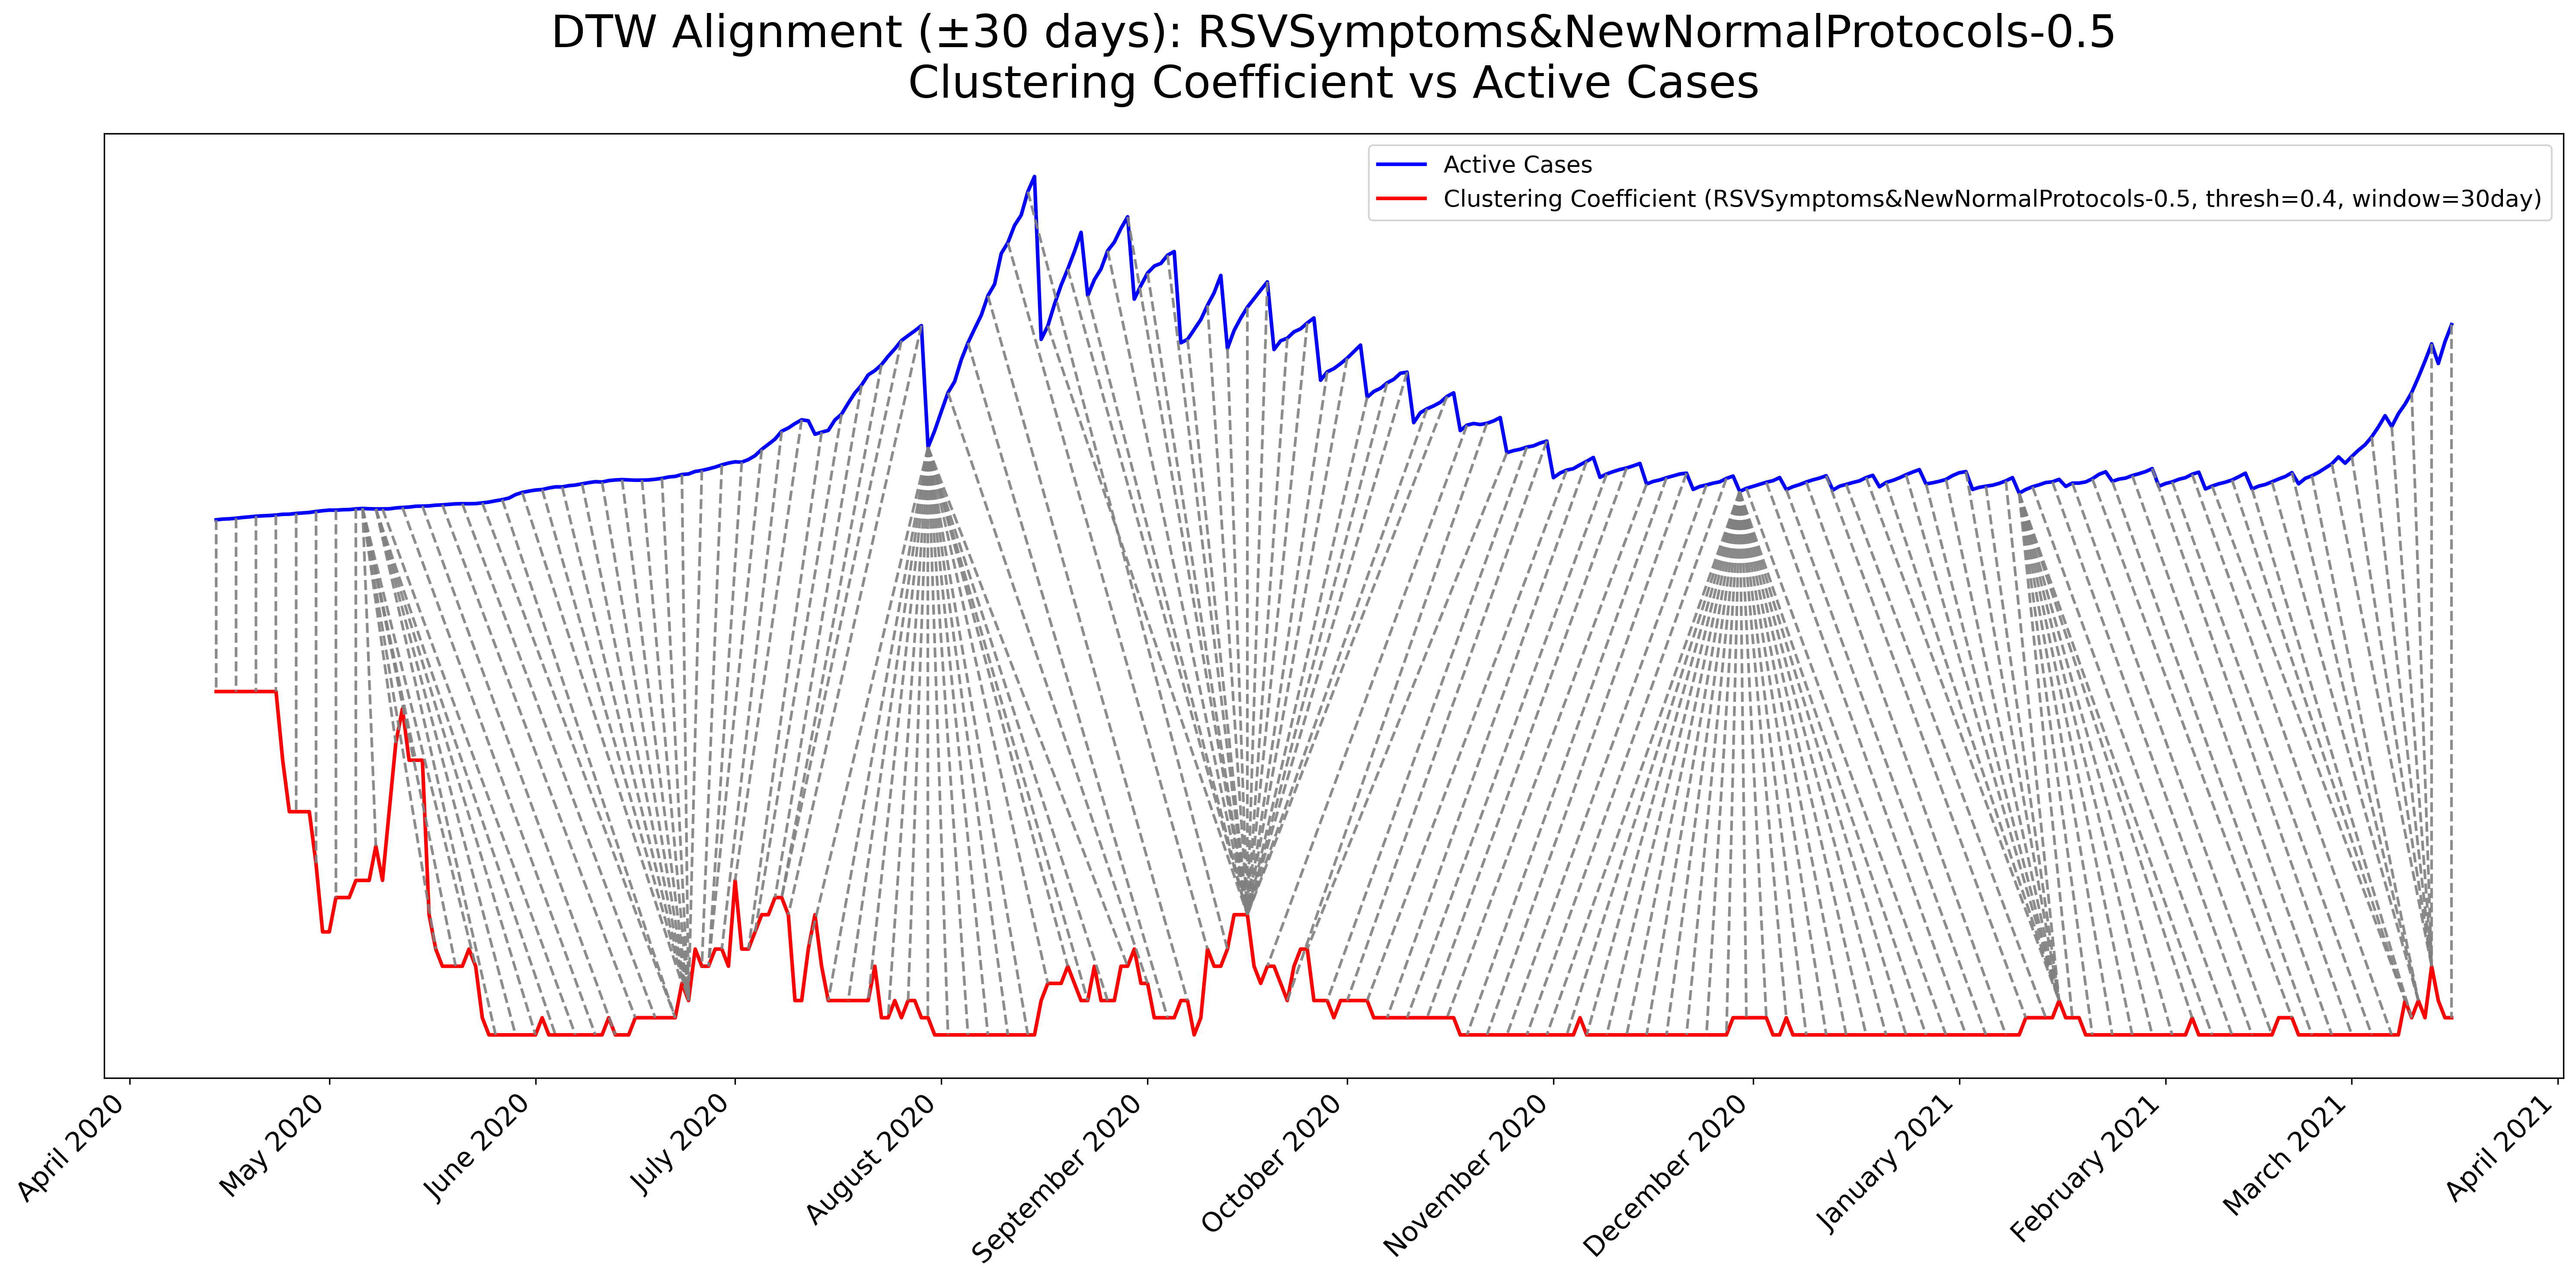 DTW Alignment (±30 days): RSVSymptoms&NewNormalProtocols-0.5
Clustering Coefficient vs Active Cases
Active Cases
Clustering Coefficient (RSVSymptoms&NewNormalProtocols-0.5, thresh=0.4, window=30day)
April 2020
May 2020
June 2020
July 2020
August 2020
September 2020
October 2020
November 2020
December 2020
January 2021
February 2021
March 2021
April 2021